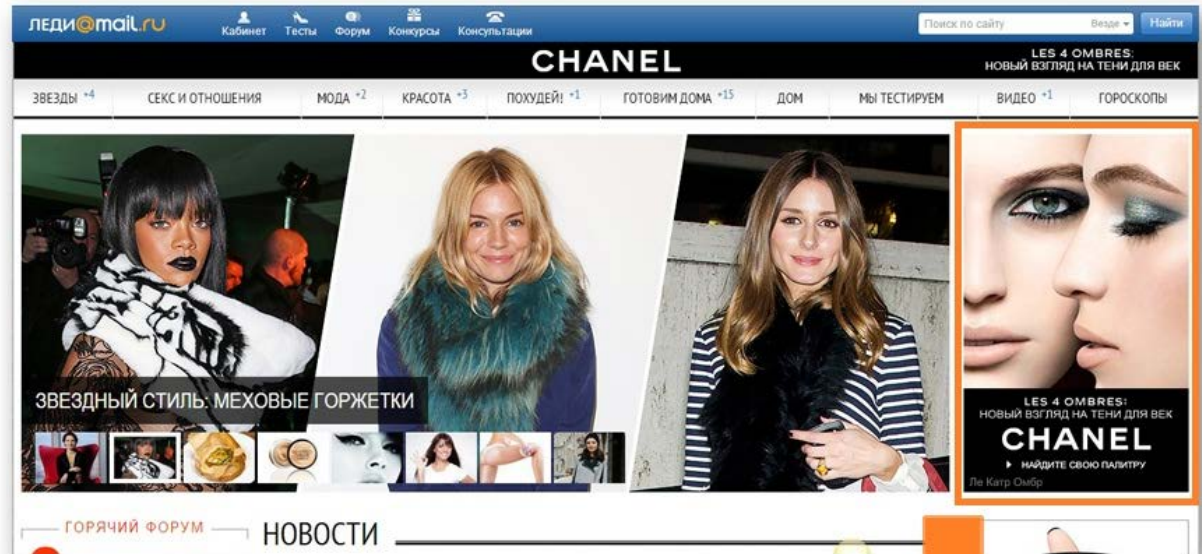 ЛЕДИ@mail.ru
Кабинет Тесты Форум Конкурсы Консультации
Поиск по сайту Везде Найти
CHANEL
LES 4 OMBRES:
НОВЫЙ ВЗГЛЯД НА ТЕНИ ДЛЯ ВЕК
ЗВЕЗДЫ +4 СЕКС И ОТНОШЕНИЯ МОДА +2 КРАСОТА +3 ПОХУДЕЙ! +1 ГОТОВИМ ДОМА +15 ДОМ МЫ ТЕСТИРУЕМ ВИДЕО +1 ГОРОСКОПЫ
ЗВЕЗДНЫЙ СТИЛЬ: МЕХОВЫЕ ГОРЖЕТКИ
LES 4 OMBRES:
НОВЫЙ ВЗГЛЯД НА ТЕНИ ДЛЯ ВЕК
CHANEL
НАЙДИТЕ СВОЮ ПАЛИТРУ
Ле Катр Омбр
ГОРЯЧИЙ ФОРУМ
НОВОСТИ